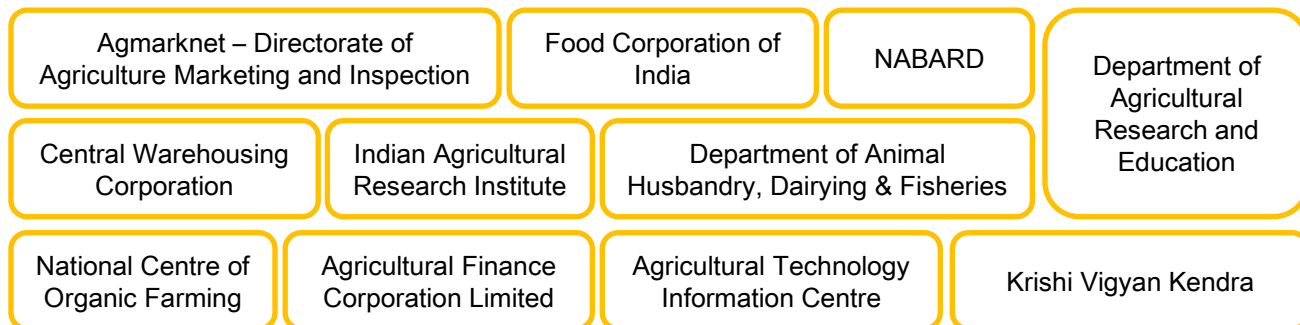 Agmarknet – Directorate of
Agriculture Marketing and Inspection
Food Corporation of
India
NABARD
Department of
Agricultural
Research and
Education
Central Warehousing
Corporation
Indian Agricultural
Research Institute
Department of Animal
Husbandry, Dairying & Fisheries
National Centre of
Organic Farming
Agricultural Finance
Corporation Limited
Agricultural Technology
Information Centre
Krishi Vigyan Kendra